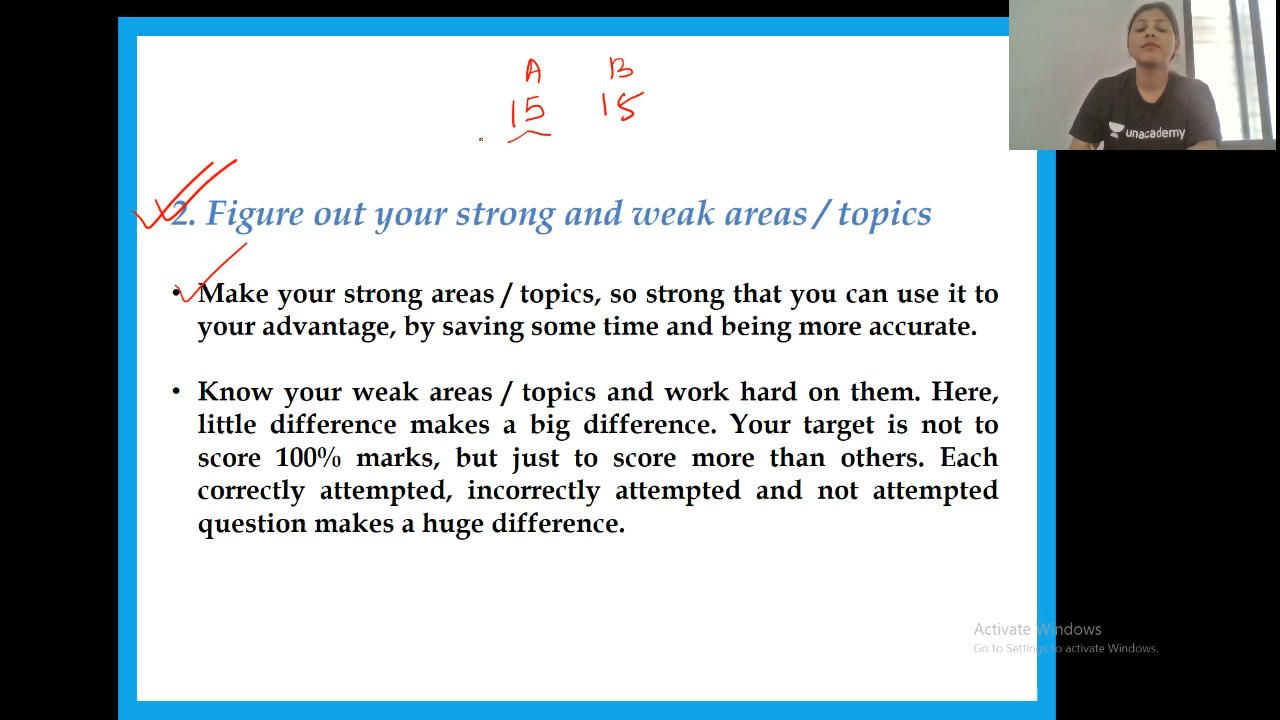 A B
15 15
unacademy
2. Figure out your strong and weak areas / topics
• Make your strong areas / topics, so strong that you can use it to
your advantage, by saving some time and being more accurate.
• Know your weak areas / topics and work hard on them. Here,
little difference makes a big difference. Your target is not to
score 100% marks, but just to score more than others. Each
correctly attempted, incorrectly attempted and not attempted
question makes a huge difference.
Activate Windows
Go to Settings to activate Windows.